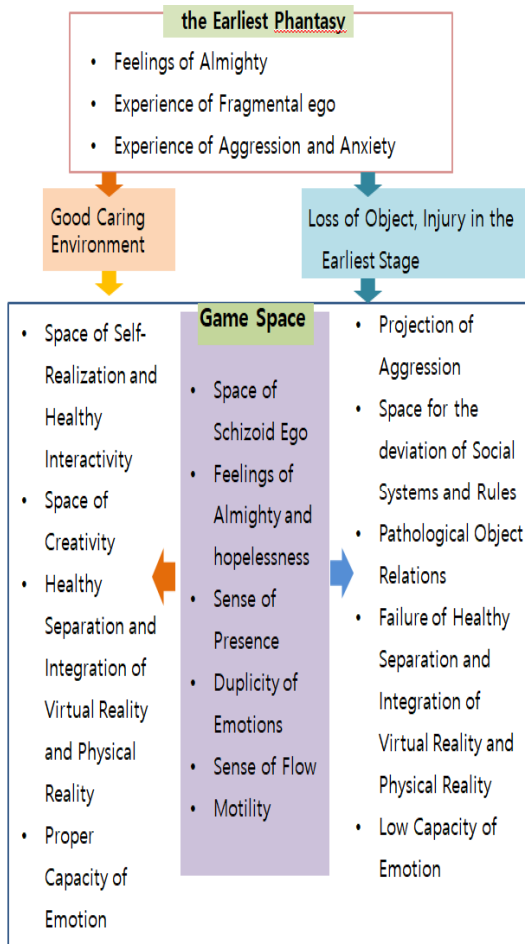 the Earliest Phantasy
• Feelings of Almighty
• Experience of Fragmental ego
• Experience of Aggression and Anxiety
Good Caring
Environment
Loss of Object, Injury in the
Earliest Stage
• Space of Self-
Realization and
Healthy
Interactivity
• Space of
Creativity
• Healthy
Separation and
Integration of
Virtual Reality
and Physical
Reality
• Proper
Capacity of
Emotion
Game Space
• Space of
Schizoid Ego
• Feelings of
Almighty and
hopelessness
• Sense of
Presence
• Duplicity of
Emotions
• Sense of Flow
• Motility
• Projection of
Aggression
• Space for the
deviation of Social
Systems and Rules
• Pathological Object
Relations
• Failure of Healthy
Separation and
Integration of
Virtual Reality and
Physical Reality
• Low Capacity of
Emotion